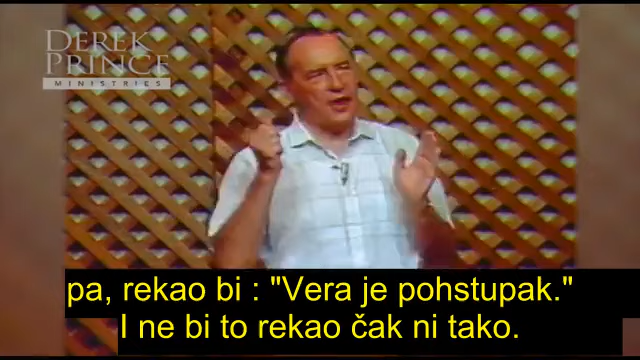 DEREK
PRINCE
MINISTRIES
pa, rekao bi : "Vera je pohstupak."
I ne bi to rekao čak ni tako.